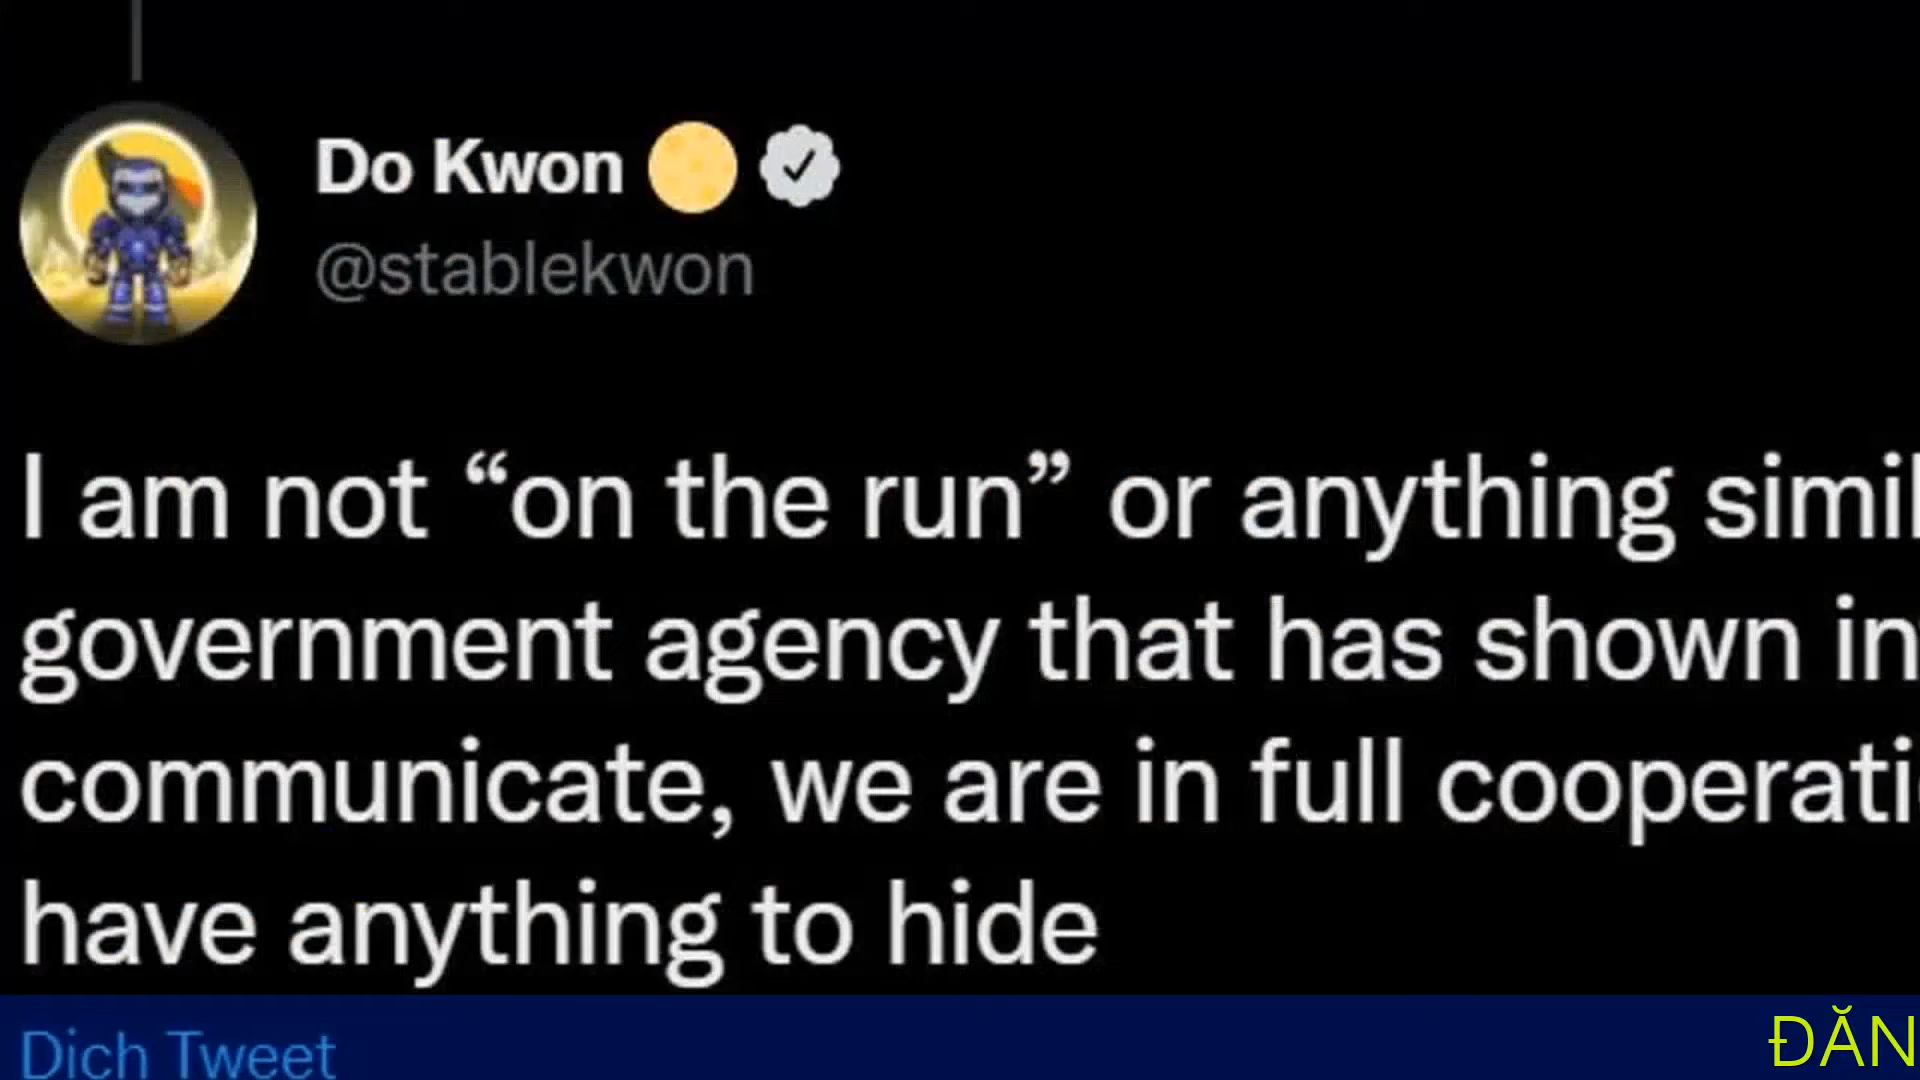 Do Kwon
@stablekwon
I am not “on the run” or anything simil
government agency that has shown in
communicate, we are in full cooperati
have anything to hide
Dịch Tweet
ĐĂN